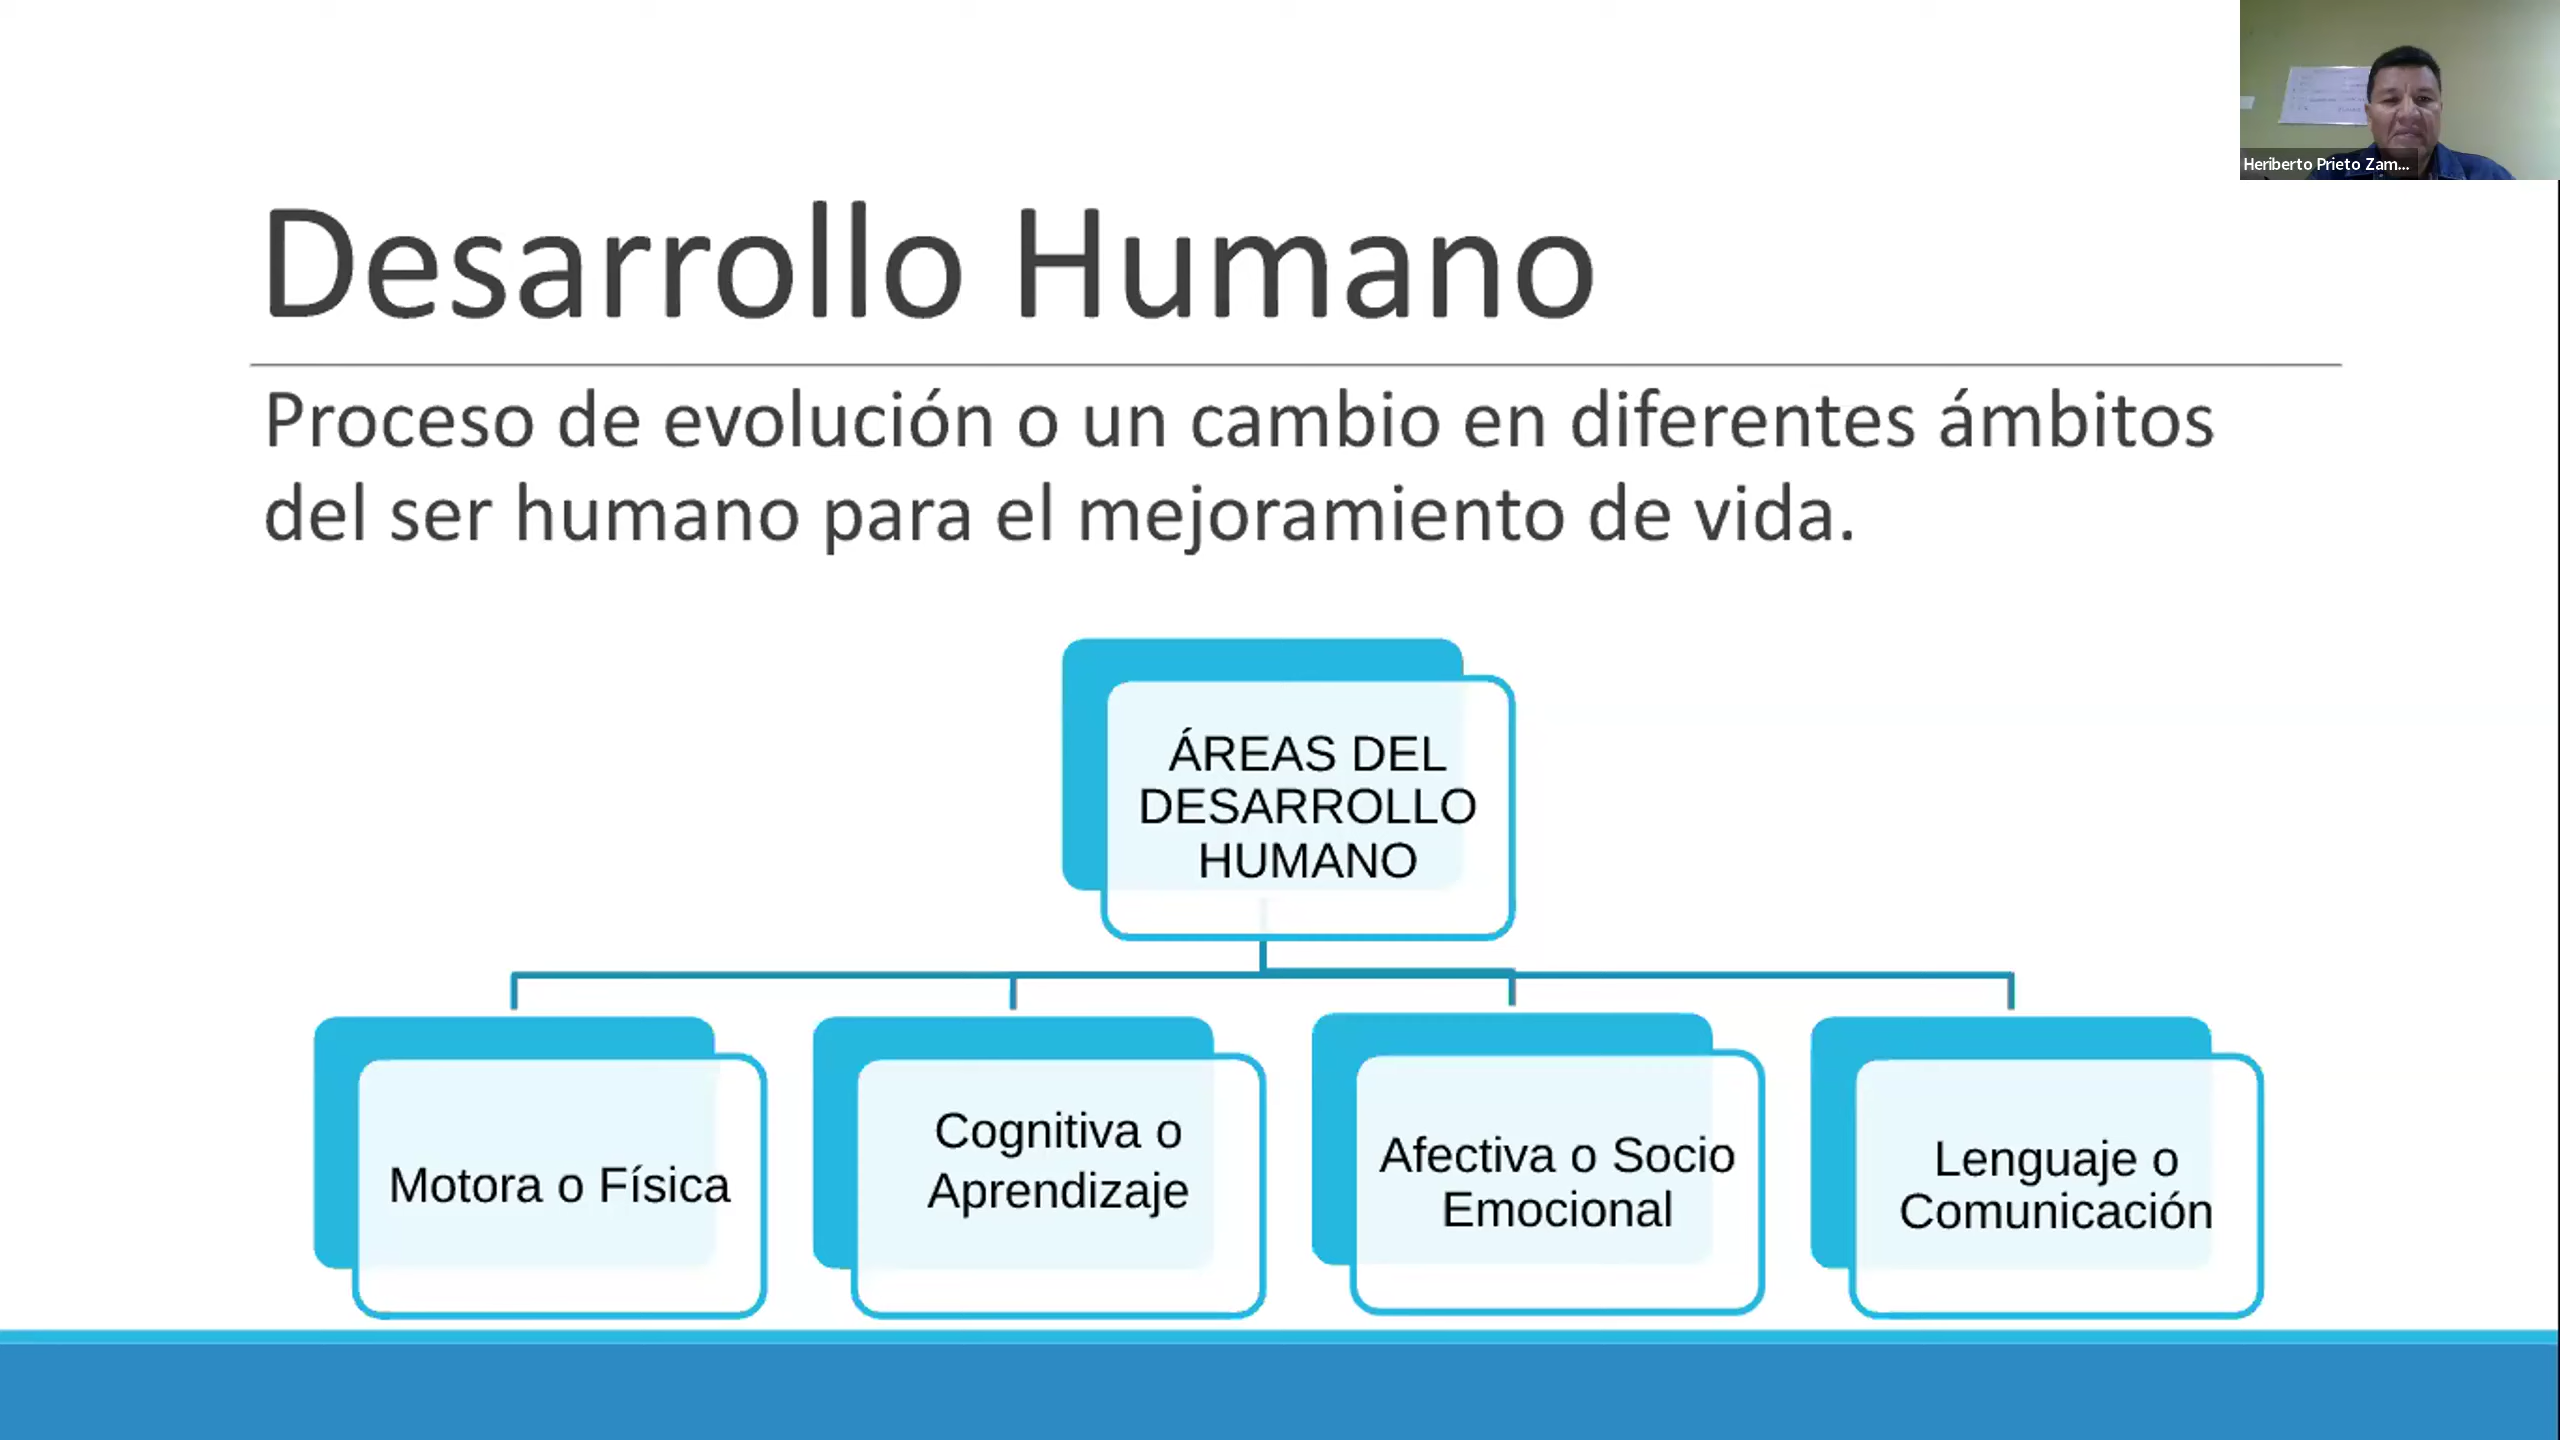 Heriberto Prieto Zam...
Desarrollo Humano
Proceso de evolución o un cambio en diferentes ámbitos
del ser humano para el mejoramiento de vida.
ÁREAS DEL
DESARROLLO
HUMANO
Motora o Física
Cognitiva o
Aprendizaje
Afectiva o Socio
Emocional
Lenguaje o
Comunicación